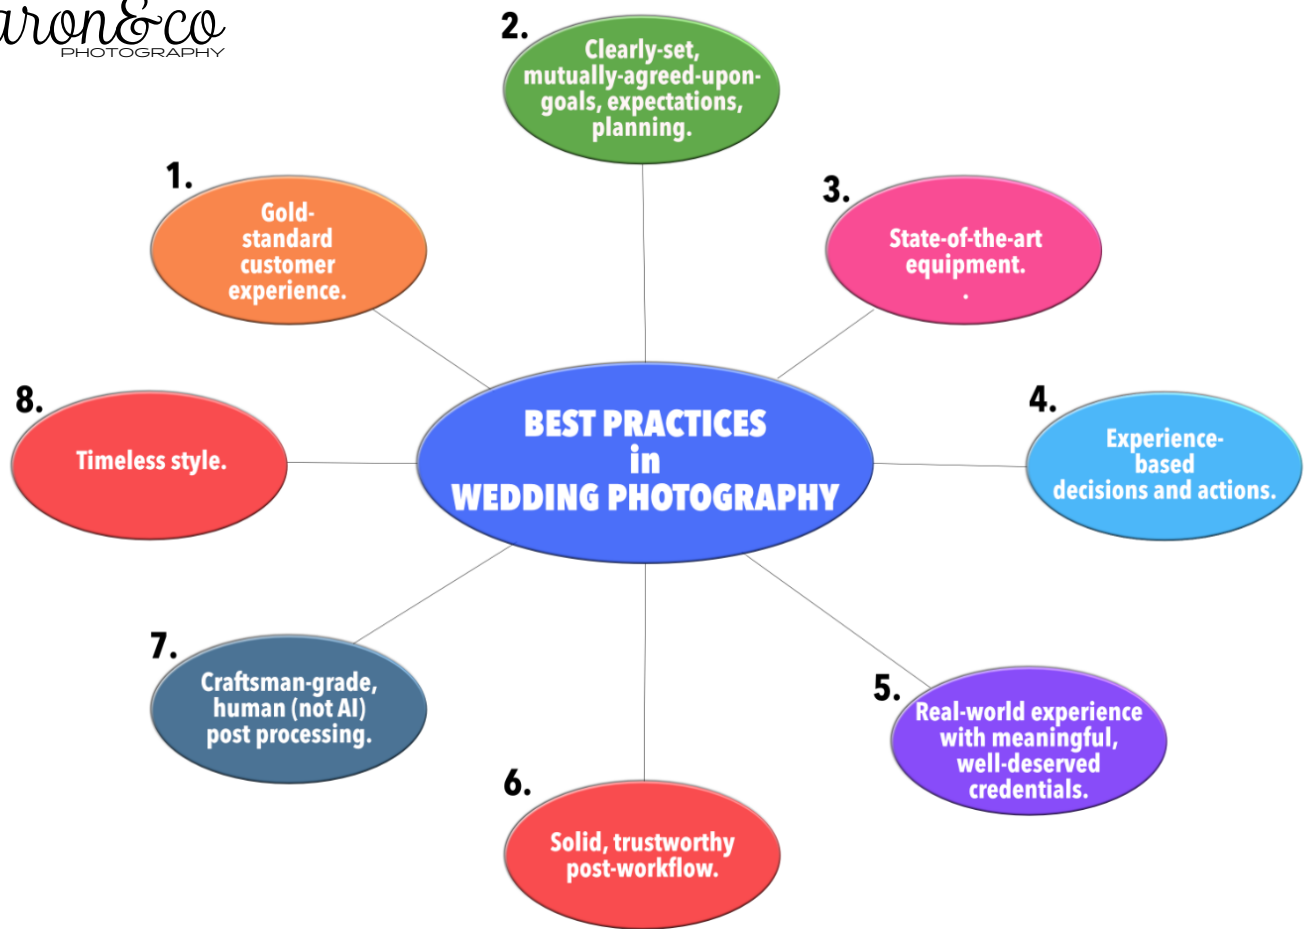 aron&co
PHOTOGRAPHY
2.
Clearly-set,
mutually-agreed-upon-
goals, expectations,
planning.
1.
Gold-
standard
customer
experience.
3.
State-of-the-art
equipment.
.
8.
Timeless style.
BEST PRACTICES
in
WEDDING PHOTOGRAPHY
4.
Experience-
based
decisions and actions.
7.
Craftsman-grade,
human (not AI)
post processing.
5.
Real-world experience
with meaningful,
well-deserved
credentials.
6.
Solid, trustworthy
post-workflow.